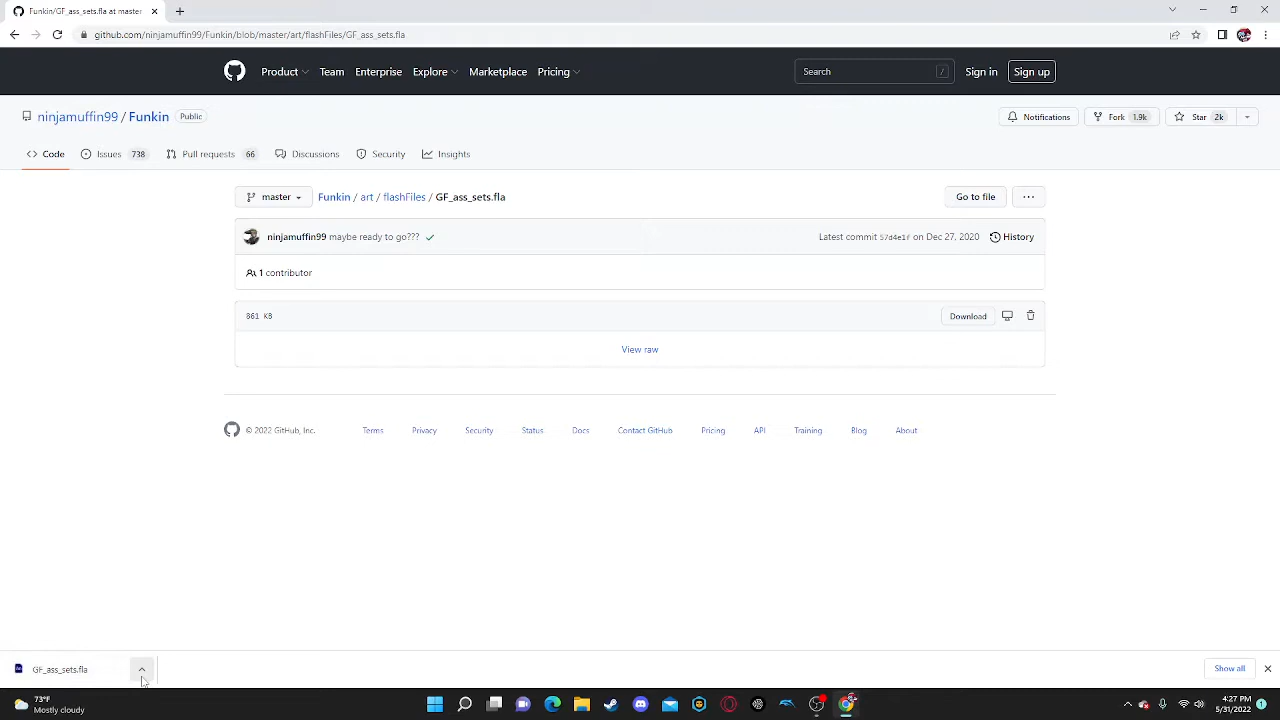 Funkin/GF_ass_sets.fla at master
github.com/ninjamuffin99/Funkin/blob/master/art/flashFiles/GF_ass_sets.fla
Product Team Enterprise Explore Marketplace Pricing Search / Sign in Sign up
ninjamuffin99 / Funkin Public Notifications Fork 1.9k Star 2k
Code Issues 738 Pull requests 66 Discussions Security Insights
master Funkin / art / flashFiles / GF_ass_sets.fla Go to file ...
ninjamuffin99 maybe ready to go??? Latest commit 57d4e1f on Dec 27, 2020 History
1 contributor
861 KB Download
View raw
© 2022 GitHub, Inc. Terms Privacy Security Status Docs Contact GitHub Pricing API Training Blog About
GF_ass_sets.fla Show all
73°F 4:27 PM
Mostly cloudy 5/31/2022 1